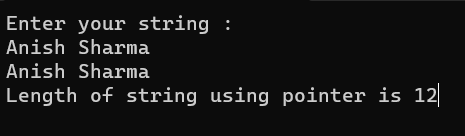 Enter your string :
Anish Sharma
Anish Sharma
Length of string using pointer is 12